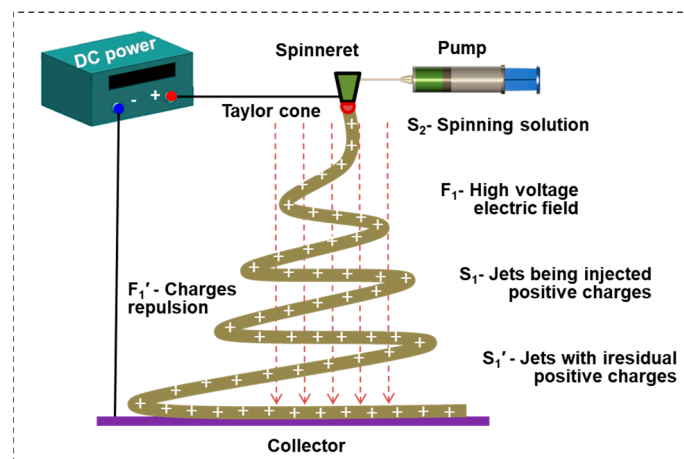 DC power
- +
Spinneret
Pump
Taylor cone
S₂- Spinning solution
F₁- High voltage
electric field
F₁′- Charges
repulsion
S₁- Jets being injected
positive charges
S₁′- Jets with iresidual
positive charges
Collector